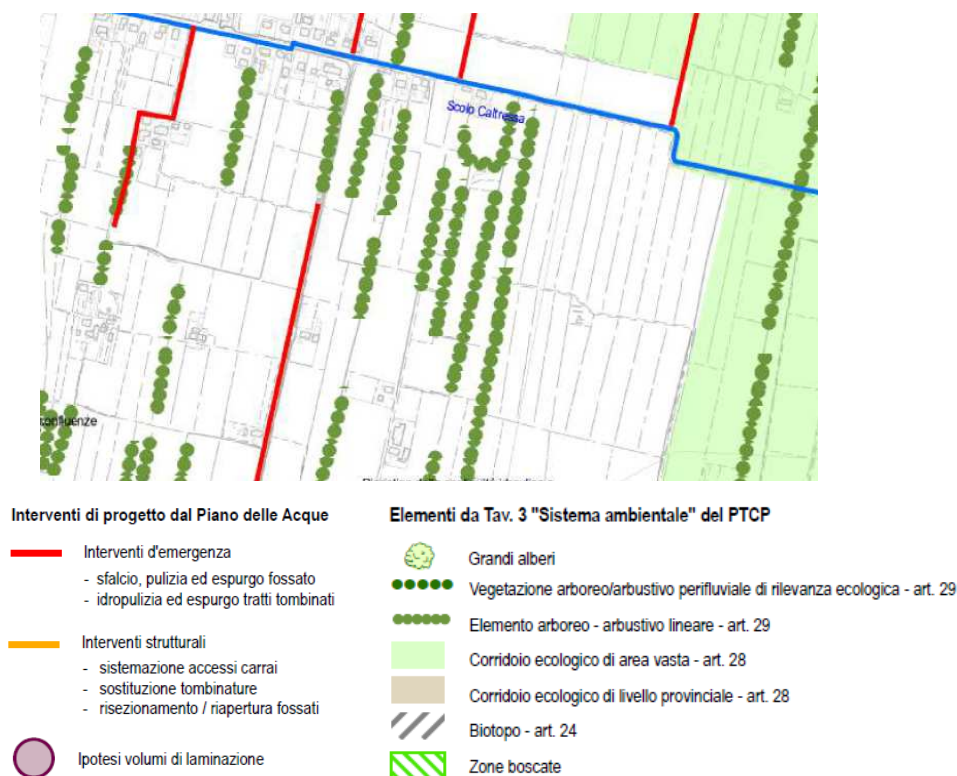 Scolo Caltressa
confluenze
Interventi di progetto dal Piano delle Acque
Interventi d'emergenza
- sfalcio, pulizia ed espurgo fossato
- idropulizia ed espurgo tratti tombinati
Interventi strutturali
- sistemazione accessi carrai
- sostituzione tombinature
- risezionamento / riapertura fossati
Ipotesi volumi di laminazione
Elementi da Tav. 3 "Sistema ambientale" del PTCP
Grandi alberi
Vegetazione arboreo/arbustivo perifluviale di rilevanza ecologica - art. 29
Elemento arboreo - arbustivo lineare - art. 29
Corridoio ecologico di area vasta - art. 28
Corridoio ecologico di livello provinciale - art. 28
Biotopo - art. 24
Zone boscate